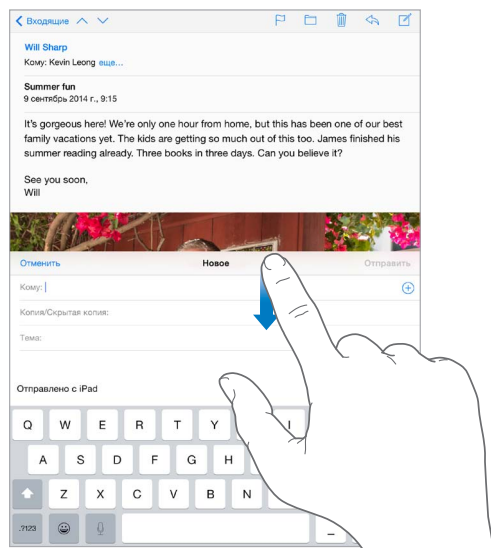 Входящие
Will Sharp
Кому: Kevin Leong еще...
Summer fun
9 сентябрь 2014 г., 9:15
It's gorgeous here! We're only one hour from home, but this has been one of our best
family vacations yet. The kids are getting so much out of this too. James finished his
summer reading already. Three books in three days. Can you believe it?
See you soon,
Will
Отменить Новое Отправить
Кому:
Копия/Скрытая копия:
Тема:
Отправлено с iPad
Q W E R T Y I
A S D F G H
Z X C V B N
.?123